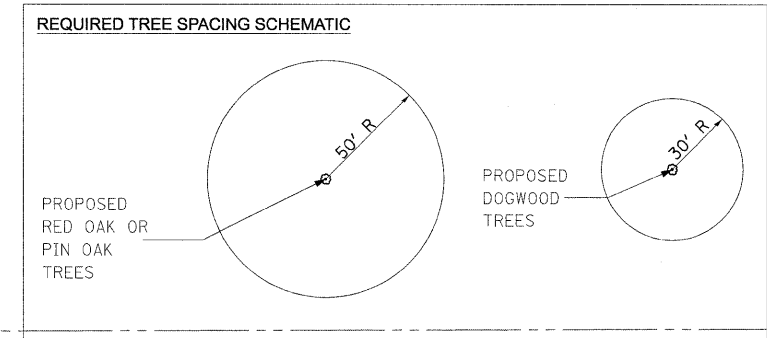 REQUIRED TREE SPACING SCHEMATIC
50' R
PROPOSED
RED OAK OR
PIN OAK
TREES
30' R
PROPOSED
DOGWOOD
TREES